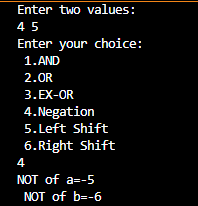 Enter two values:
4 5
Enter your choice:
1.AND
2.OR
3.EX-OR
4.Negation
5.Left Shift
6.Right Shift
4
NOT of a=-5
NOT of b=-6